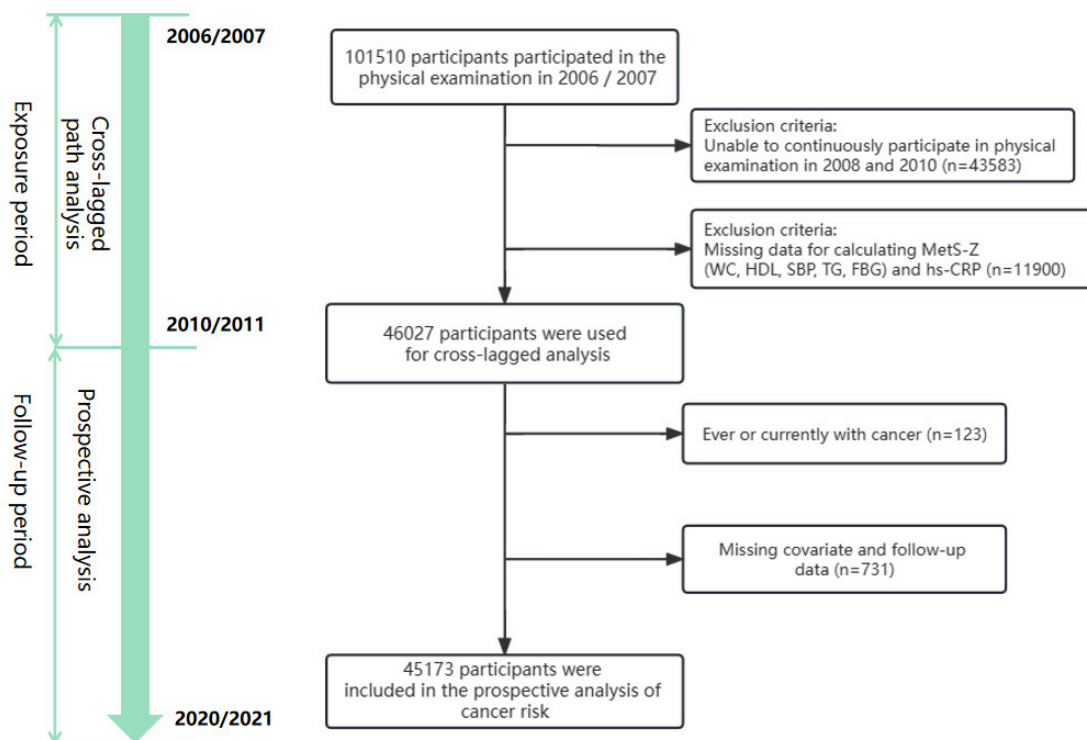 2006/2007
101510 participants participated in the
physical examination in 2006 / 2007
Exclusion criteria:
Unable to continuously participate in physical
examination in 2008 and 2010 (n=43583)
Exposure period
Cross-lagged
path analysis
Exclusion criteria:
Missing data for calculating MetS-Z
(WC, HDL, SBP, TG, FBG) and hs-CRP (n=11900)
2010/2011
46027 participants were used
for cross-lagged analysis
Follow-up period
Prospective analysis
Ever or currently with cancer (n=123)
Missing covariate and follow-up
data (n=731)
45173 participants were
included in the prospective analysis of
cancer risk
2020/2021